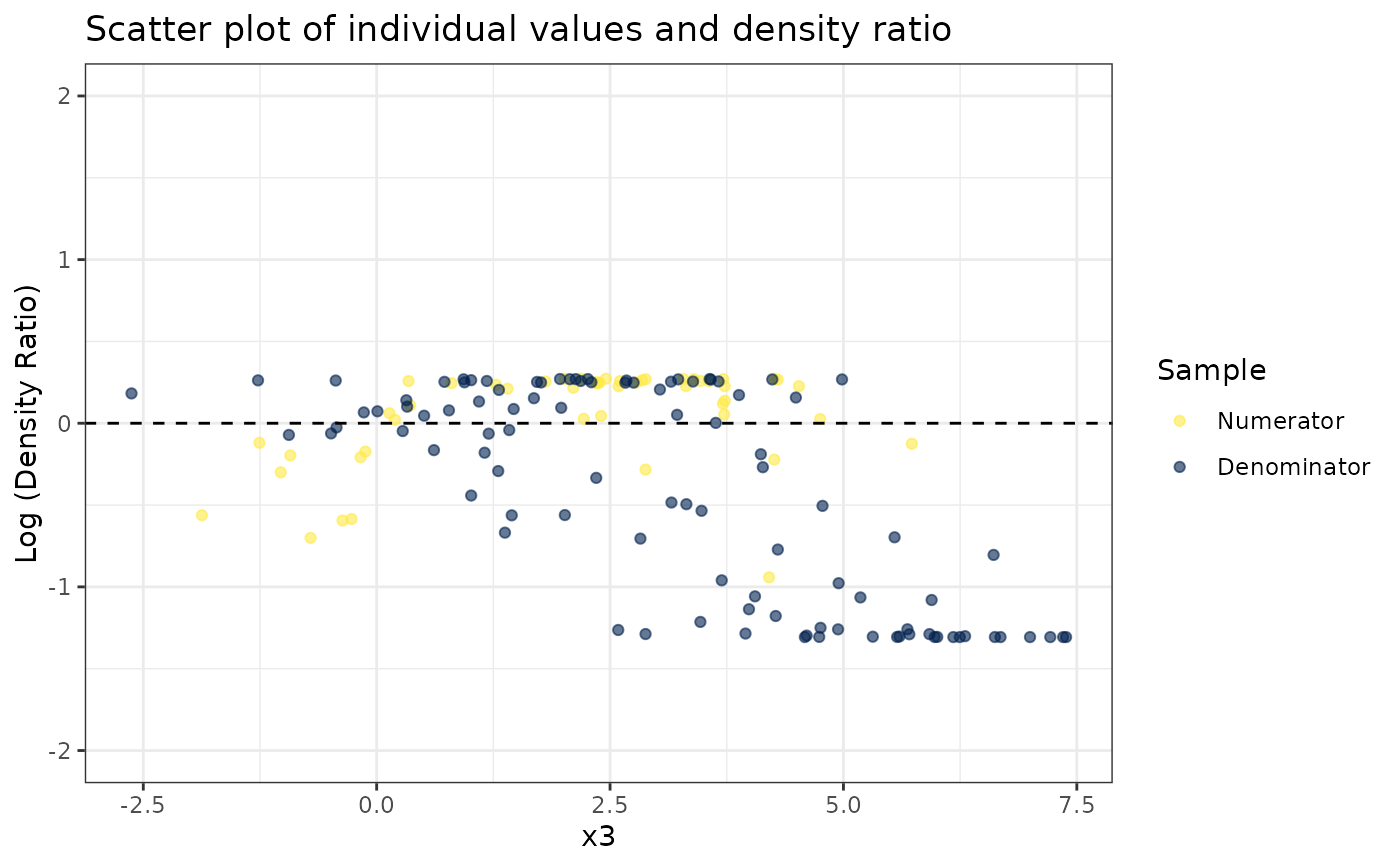 Scatter plot of individual values and density ratio
Log (Density Ratio)
2
1
0
-1
-2
-2.5
0.0
2.5
5.0
7.5
x3
Sample
Numerator
Denominator